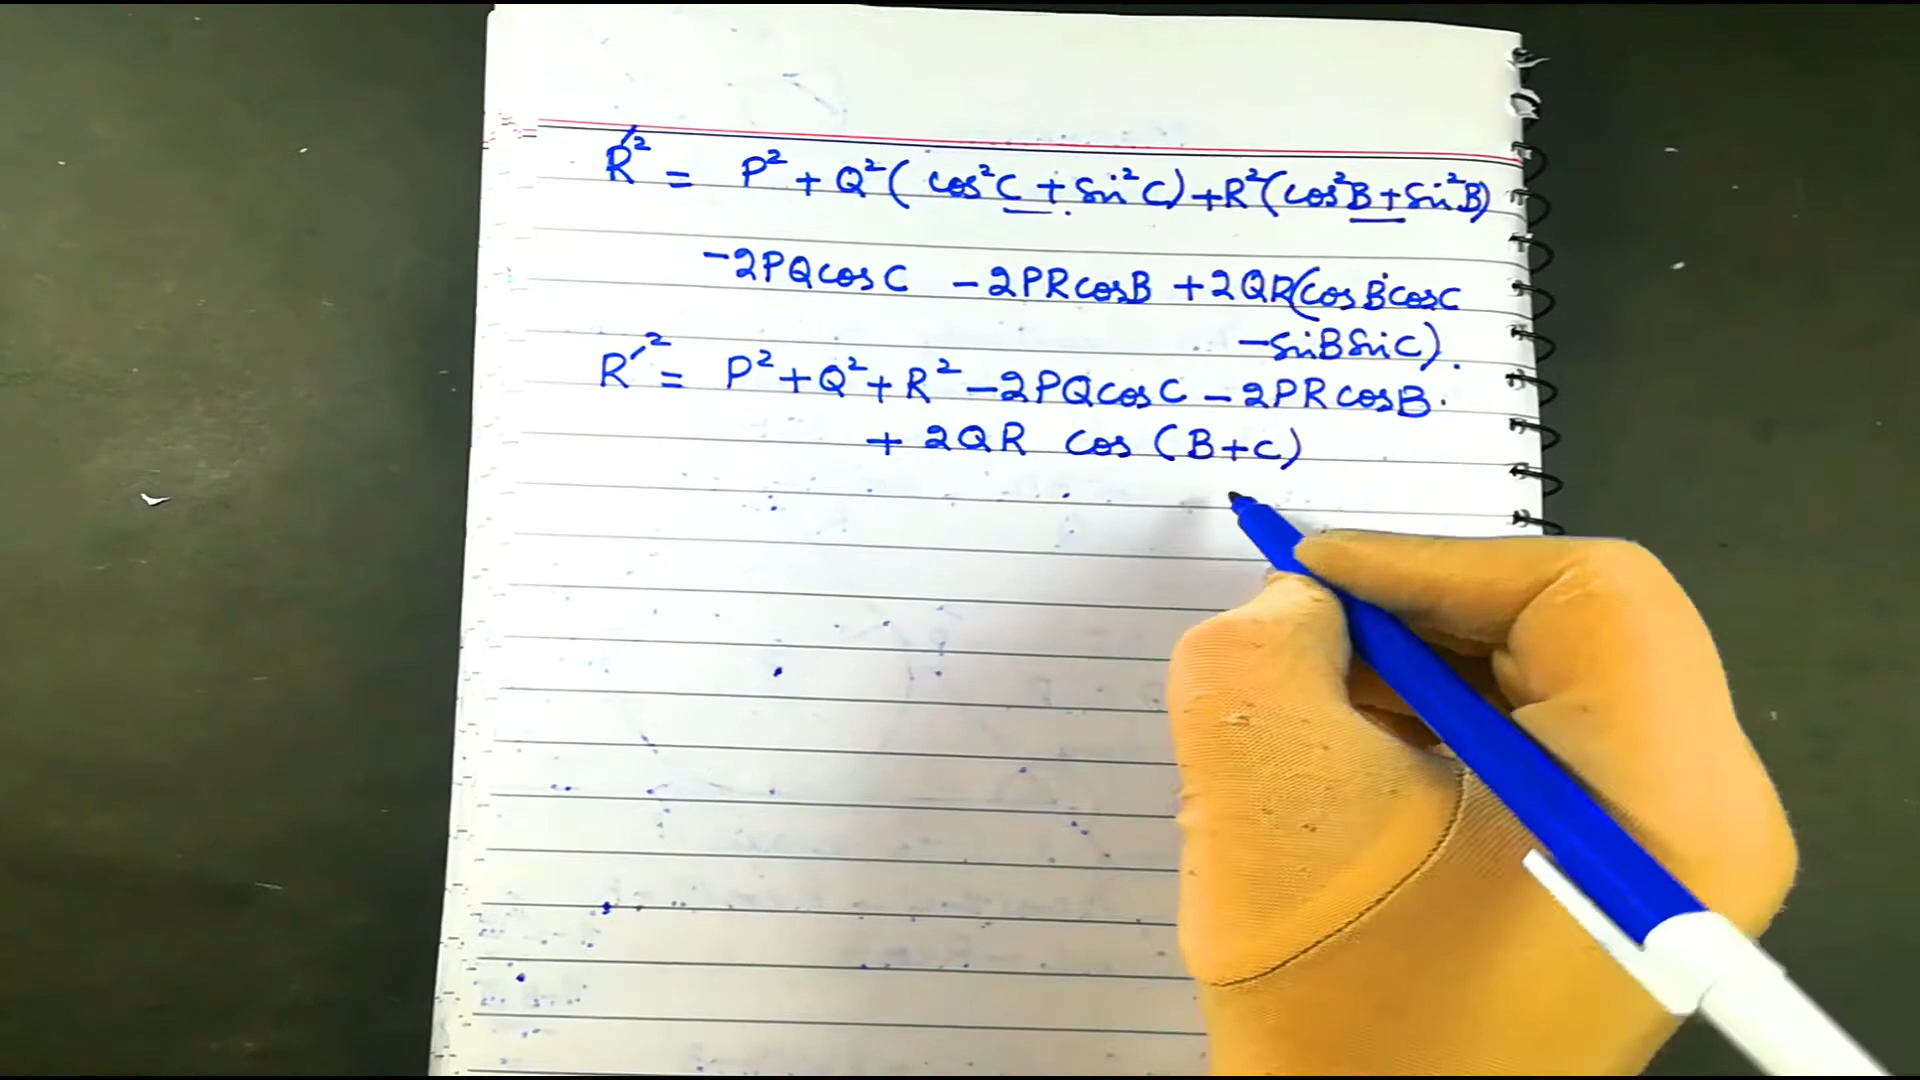 R'² = P² + Q² ( cos²C + sin²C) + R² (cos²B + sin²B)
-2PQcosC - 2PRcosB + 2QR(cosBcosC
- sinBsinC).
R'² = P² + Q² + R² - 2PQcosC - 2PRcosB.
+ 2QR cos (B+C)